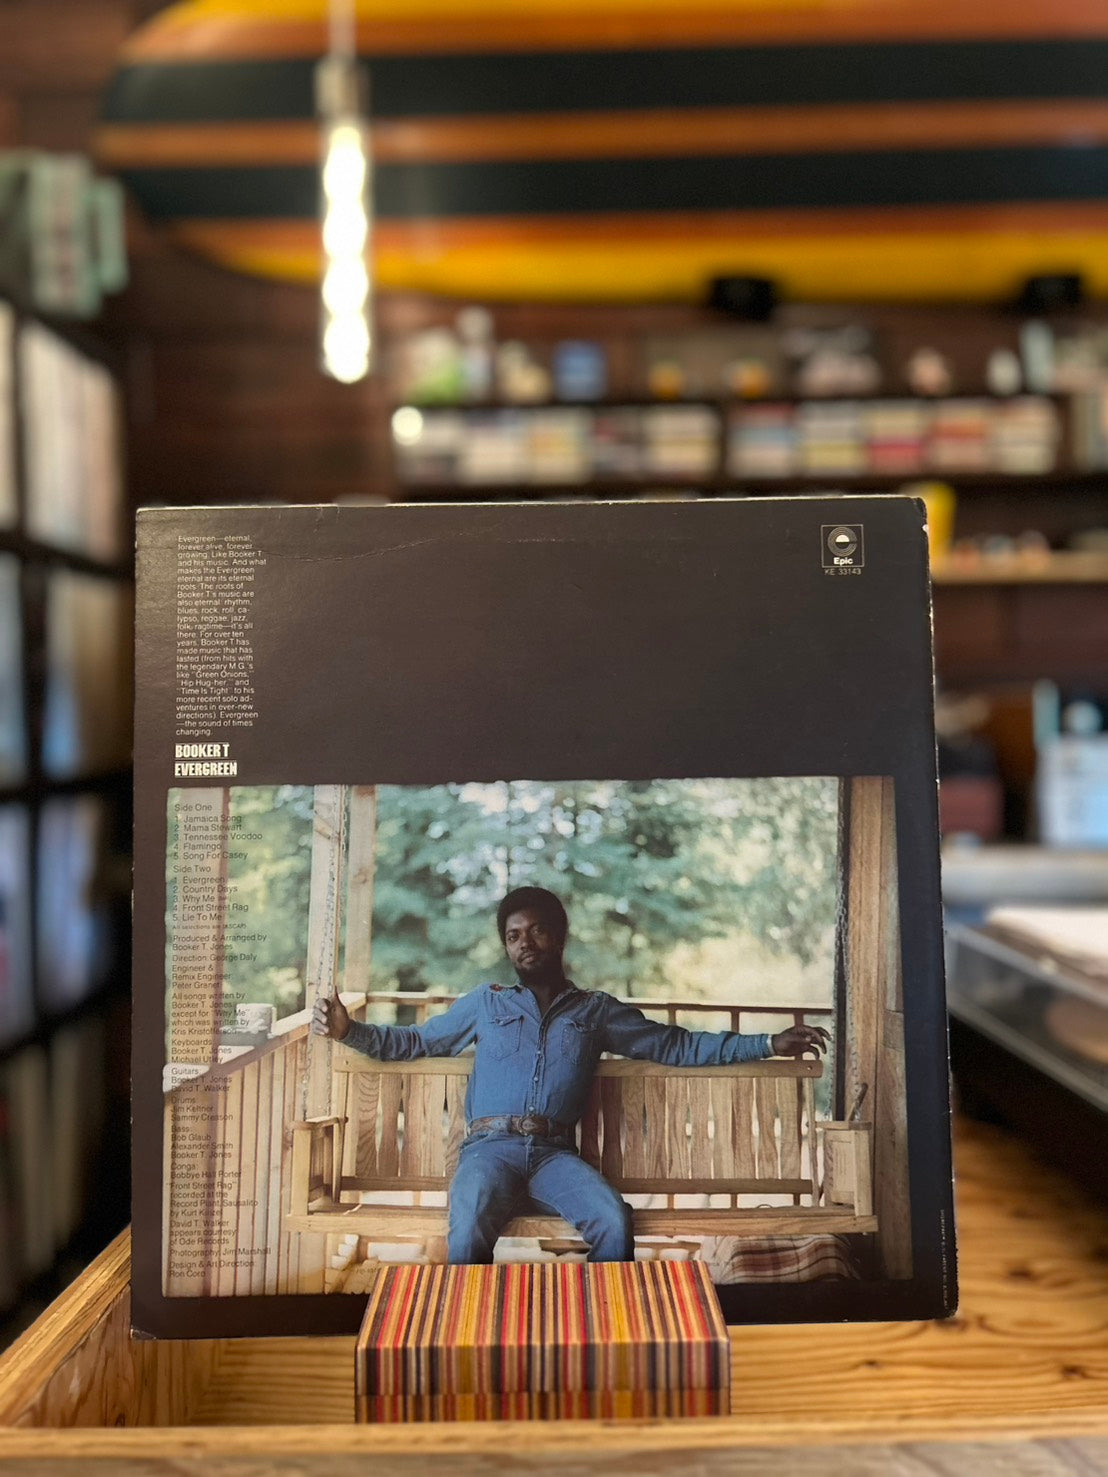 Evergreen—eternal,
forever alive, forever
growing. Like Booker T
and his music. And what
makes the Evergreen
eternal are its eternal
roots. The roots of
Booker T's music are
also eternal: rhythm,
blues, rock, roll, ca-
lypso, reggae, jazz,
folk, ragtime—it's all
there. For over ten
years, Booker T has
made music that has
lasted (from hits with
the legendary M.G.'s
like "Green Onions,"
"Hip Hug-her" and
"Time Is Tight" to his
more recent solo ad-
ventures in ever-new
directions). Evergreen
—the sound of times
changing.
BOOKER T
EVERGREEN
Epic
KE 33143
Side One
1. Jamaica Song
2. Mama Stewart
3. Tennessee Voodoo
4. Flamingo
5. Song For Casey
Side Two
1. Evergreen
2. Country Days
3. Why Me
4. Front Street Rag
5. Lie To Me
All selections are (ASCAP)
Produced & Arranged by
Booker T. Jones
Direction: George Daly
Engineer &
Remix Engineer:
Peter Granet
All songs written by
Booker T. Jones,
except for "Why Me"
which was written by
Kris Kristofferson
Keyboards:
Booker T. Jones
Michael Utley
Guitars:
Booker T. Jones
David T. Walker
Drums:
Jim Keltner
Sammy Creason
Bass:
Bob Glaub
Alexander Smith
Booker T. Jones
Conga:
Bobbye Hall Porter
"Front Street Rag"
recorded at the
Record Plant, Sausalito
by Kurt Kinzel
David T. Walker
appears courtesy
of Ode Records
Photography: Jim Marshall
Design & Art Direction:
Ron Coro